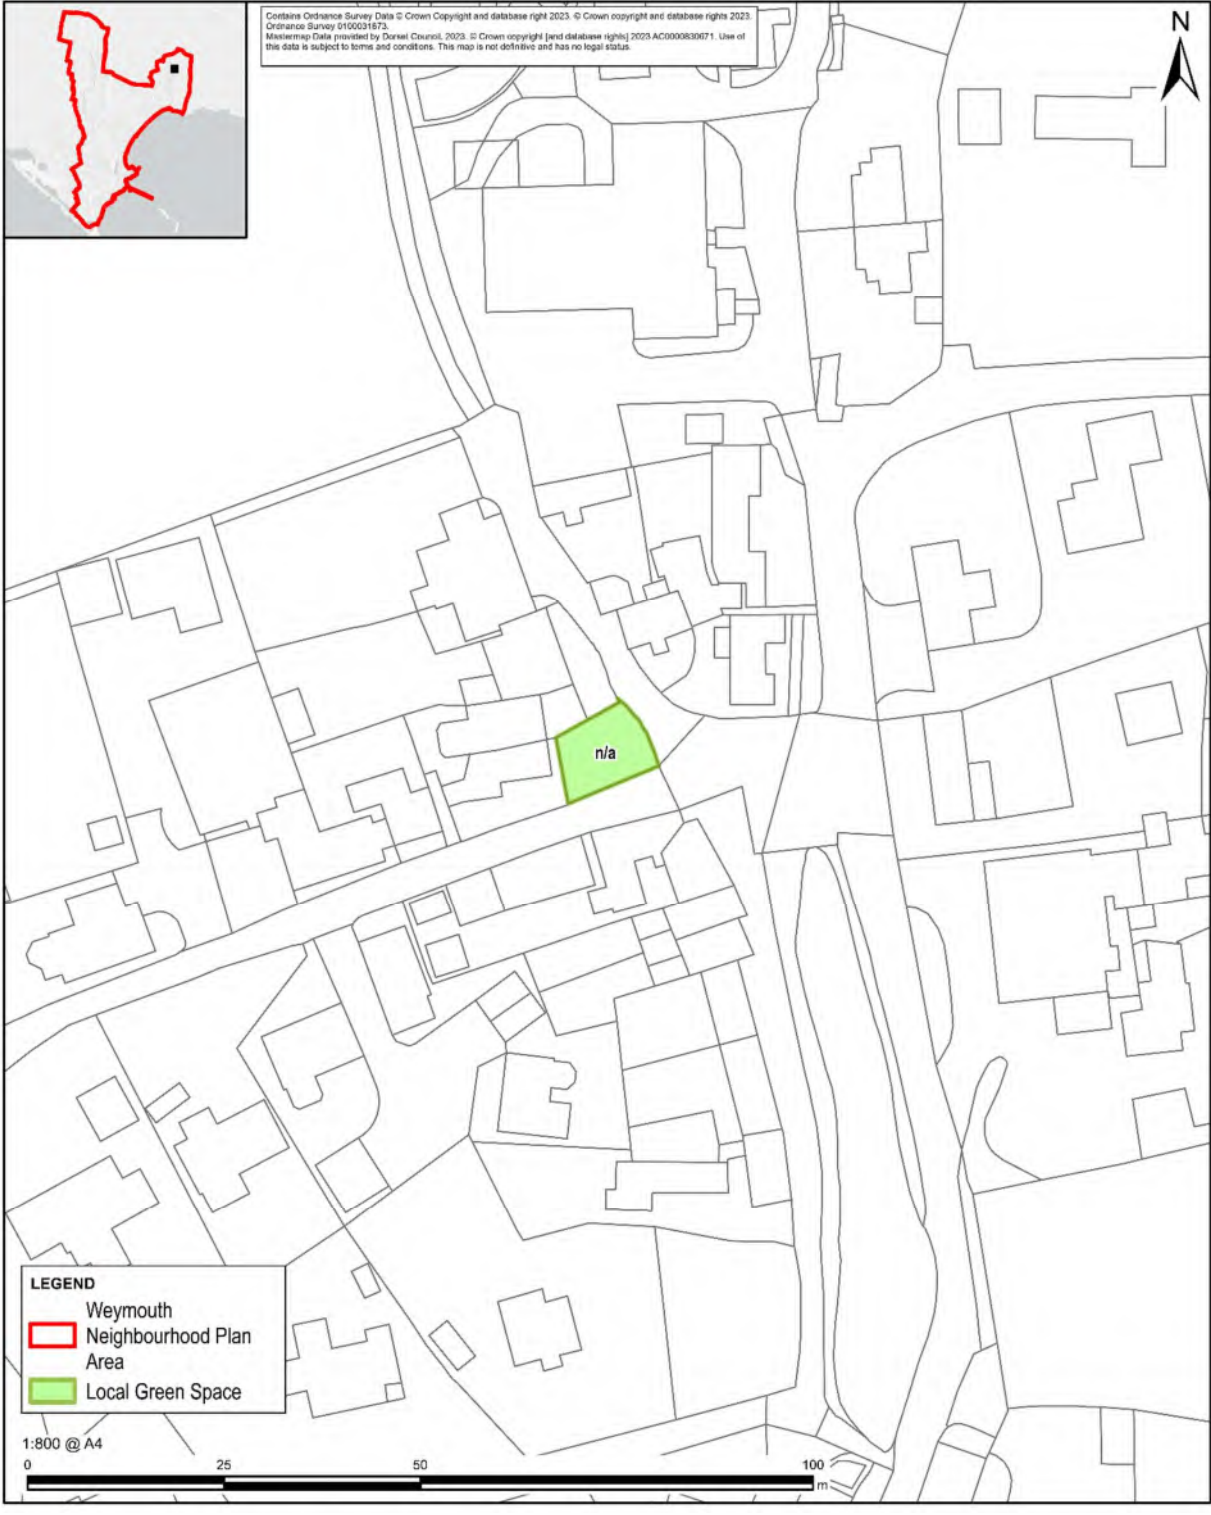 Contains Ordnance Survey Data © Crown Copyright and database right 2023. © Crown copyright and database rights 2023.
Ordnance Survey 0100031673.
Mastermap Data provided by Dorset Council, 2023. © Crown copyright [and database rights] 2023 AC0000830671. Use of
this data is subject to terms and conditions. This map is not definitive and has no legal status.
N
n/a
LEGEND
Weymouth
Neighbourhood Plan
Area
Local Green Space
1:800 @ A4
0 25 50 100
m